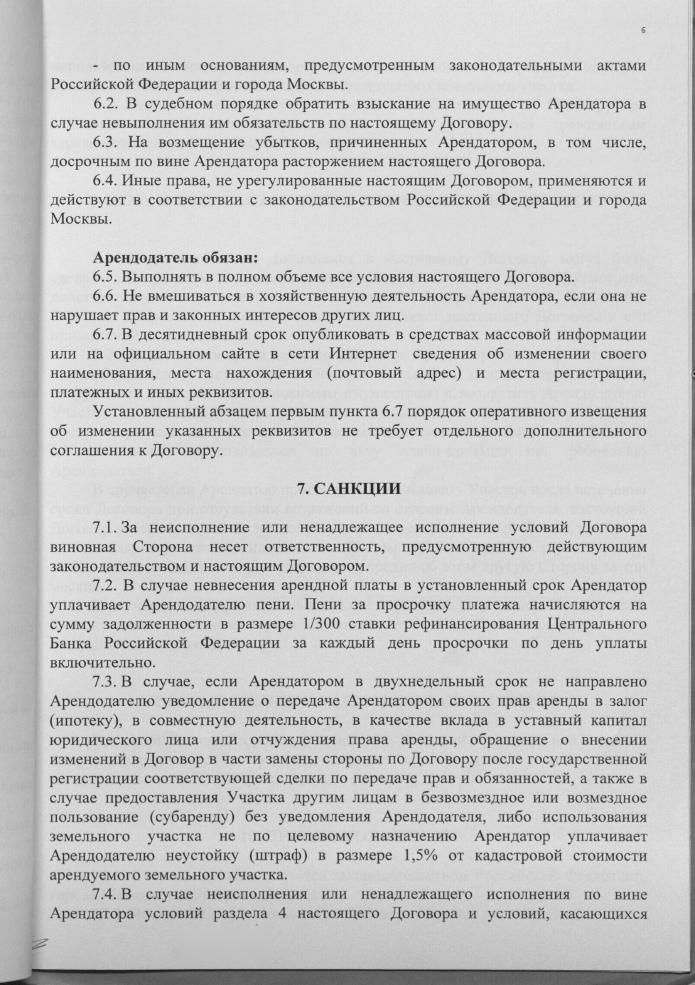 6
- по иным основаниям, предусмотренным законодательными актами
Российской Федерации и города Москвы.
6.2. В судебном порядке обратить взыскание на имущество Арендатора в
случае невыполнения им обязательств по настоящему Договору.
6.3. На возмещение убытков, причиненных Арендатором, в том числе,
досрочным по вине Арендатора расторжением настоящего Договора.
6.4. Иные права, не урегулированные настоящим Договором, применяются и
действуют в соответствии с законодательством Российской Федерации и города
Москвы.
Арендодатель обязан:
6.5. Выполнять в полном объеме все условия настоящего Договора.
6.6. Не вмешиваться в хозяйственную деятельность Арендатора, если она не
нарушает прав и законных интересов других лиц.
6.7. В десятидневный срок опубликовать в средствах массовой информации
или на официальном сайте в сети Интернет сведения об изменении своего
наименования, места нахождения (почтовый адрес) и места регистрации,
платежных и иных реквизитов.
Установленный абзацем первым пункта 6.7 порядок оперативного извещения
об изменении указанных реквизитов не требует отдельного дополнительного
соглашения к Договору.
7. САНКЦИИ
7.1. За неисполнение или ненадлежащее исполнение условий Договора
виновная Сторона несет ответственность, предусмотренную действующим
законодательством и настоящим Договором.
7.2. В случае невнесения арендной платы в установленный срок Арендатор
уплачивает Арендодателю пени. Пени за просрочку платежа начисляются на
сумму задолженности в размере 1/300 ставки рефинансирования Центрального
Банка Российской Федерации за каждый день просрочки по день уплаты
включительно.
7.3. В случае, если Арендатором в двухнедельный срок не направлено
Арендодателю уведомление о передаче Арендатором своих прав аренды в залог
(ипотеку), в совместную деятельность, в качестве вклада в уставный капитал
юридического лица или отчуждения права аренды, обращение о внесении
изменений в Договор в части замены стороны по Договору после государственной
регистрации соответствующей сделки по передаче прав и обязанностей, а также в
случае предоставления Участка другим лицам в безвозмездное или возмездное
пользование (субаренду) без уведомления Арендодателя, либо использования
земельного участка не по целевому назначению Арендатор уплачивает
Арендодателю неустойку (штраф) в размере 1,5% от кадастровой стоимости
арендуемого земельного участка.
7.4. В случае неисполнения или ненадлежащего исполнения по вине
Арендатора условий раздела 4 настоящего Договора и условий, касающихся